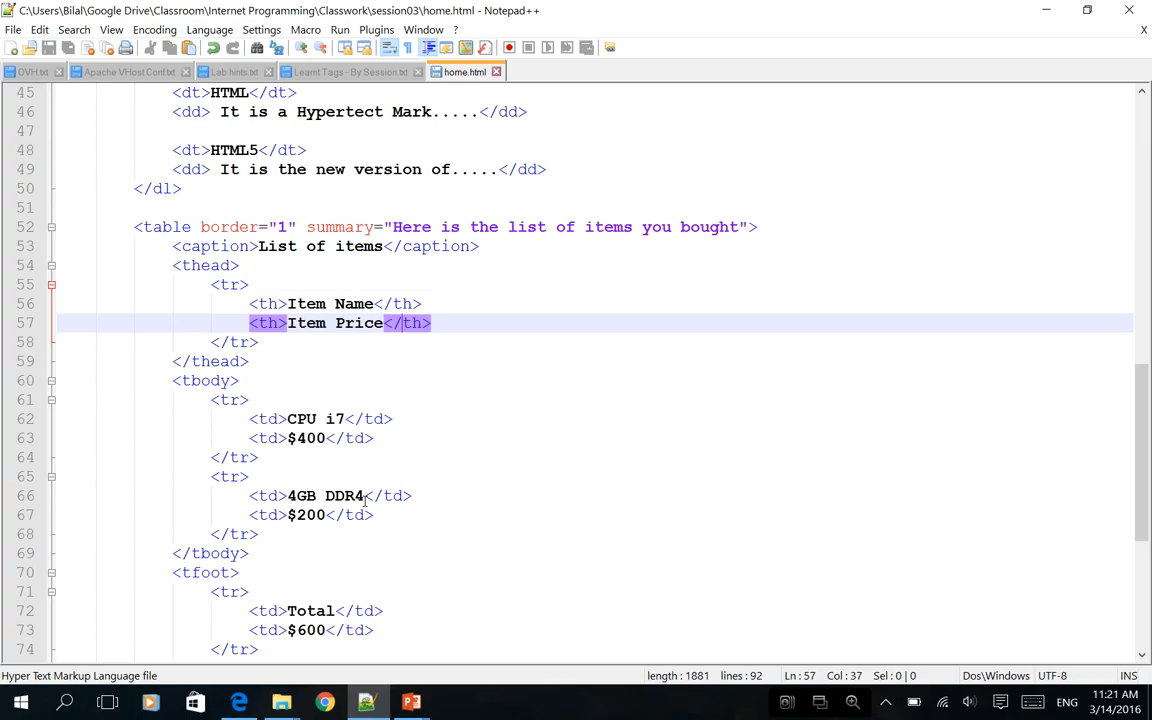 C:\Users\Bilal\Google Drive\Classroom\Internet Programming\Classwork\session03\home.html - Notepad++
File Edit Search View Encoding Language Settings Macro Run Plugins Window ? X
OVH.txt Apache VHost Conf.txt Lab hints.txt Learnt Tags - By Session.txt home.html
45 <dt>HTML</dt>
46 <dd> It is a Hypertect Mark.....</dd>
47
48 <dt>HTML5</dt>
49 <dd> It is the new version of.....</dd>
50 </dl>
51
52 <table border="1" summary="Here is the list of items you bought">
53 <caption>List of items</caption>
54 <thead>
55 <tr>
56 <th>Item Name</th>
57 <th>Item Price</th>
58 </tr>
59 </thead>
60 <tbody>
61 <tr>
62 <td>CPU i7</td>
63 <td>$400</td>
64 </tr>
65 <tr>
66 <td>4GB DDR4</td>
67 <td>$200</td>
68 </tr>
69 </tbody>
70 <tfoot>
71 <tr>
72 <td>Total</td>
73 <td>$600</td>
74 </tr>
Hyper Text Markup Language file length : 1881 lines : 92 Ln : 57 Col : 37 Sel : 0 | 0 Dos\Windows UTF-8 INS
ENG 11:21 AM
3/14/2016